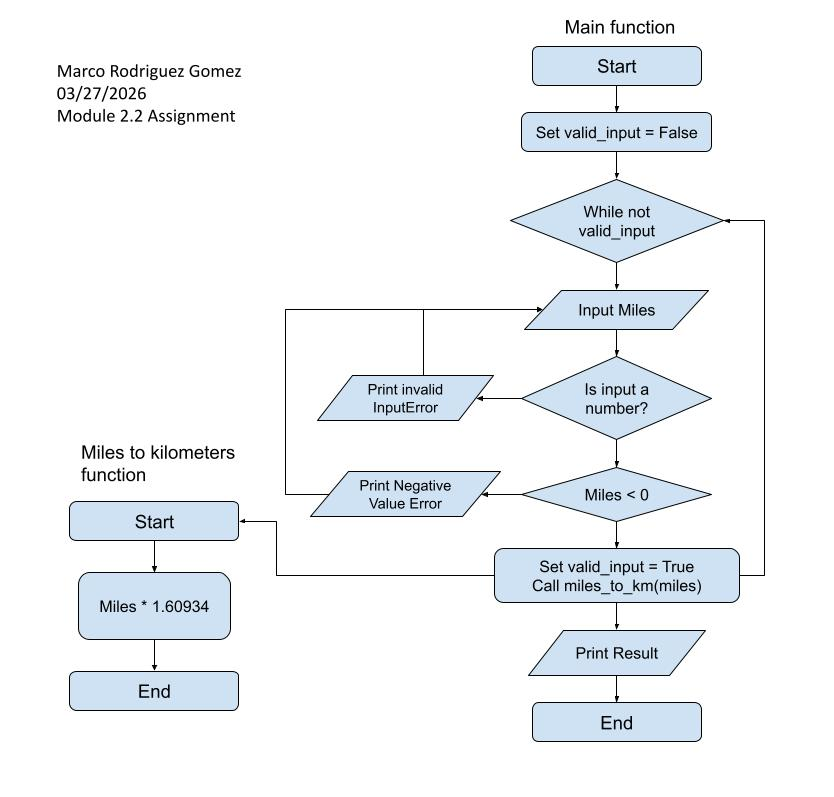 Marco Rodriguez Gomez
03/27/2026
Module 2.2 Assignment
Main function
Start
Set valid_input = False
While not
valid_input
Input Miles
Is input a
number?
Print invalid
InputError
Miles < 0
Print Negative
Value Error
Set valid_input = True
Call miles_to_km(miles)
Print Result
End
Miles to kilometers
function
Start
Miles * 1.60934
End